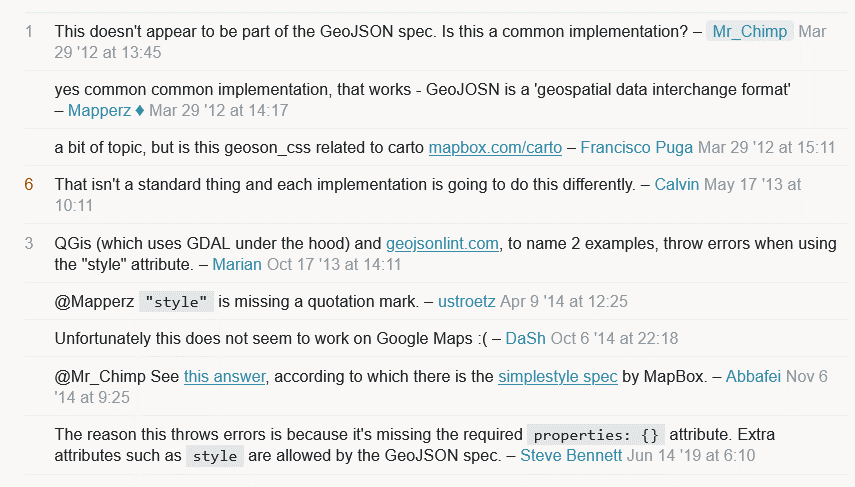 1 This doesn't appear to be part of the GeoJSON spec. Is this a common implementation? – Mr_Chimp Mar
29 '12 at 13:45
yes common common implementation, that works - GeoJOSN is a 'geospatial data interchange format'
– Mapperz ♦ Mar 29 '12 at 14:17
a bit of topic, but is this geoson_css related to carto mapbox.com/carto – Francisco Puga Mar 29 '12 at 15:11
6 That isn't a standard thing and each implementation is going to do this differently. – Calvin May 17 '13 at
10:11
3 QGis (which uses GDAL under the hood) and geojsonlint.com, to name 2 examples, throw errors when using
the "style" attribute. – Marian Oct 17 '13 at 14:11
@Mapperz "style" is missing a quotation mark. – ustroetz Apr 9 '14 at 12:25
Unfortunately this does not seem to work on Google Maps :( – DaSh Oct 6 '14 at 22:18
@Mr_Chimp See this answer, according to which there is the simplestyle spec by MapBox. – Abbafei Nov 6
'14 at 9:25
The reason this throws errors is because it's missing the required properties: {} attribute. Extra
attributes such as style are allowed by the GeoJSON spec. – Steve Bennett Jun 14 '19 at 6:10